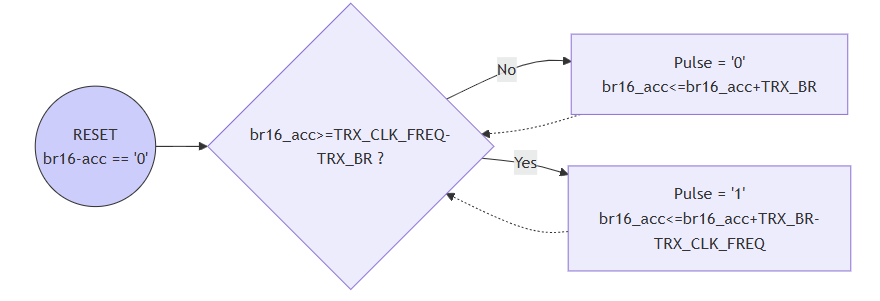 RESET
br16-acc == '0'
br16_acc>=TRX_CLK_FREQ-
TRX_BR ?
No
Pulse = '0'
br16_acc<=br16_acc+TRX_BR
Yes
Pulse = '1'
br16_acc<=br16_acc+TRX_BR-
TRX_CLK_FREQ